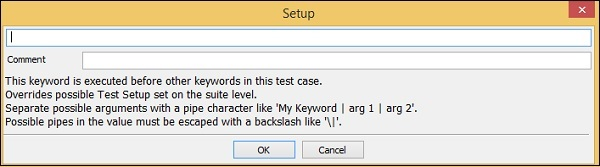 Setup
Comment
This keyword is executed before other keywords in this test case.
Overrides possible Test Setup set on the suite level.
Separate possible arguments with a pipe character like 'My Keyword | arg 1 | arg 2'.
Possible pipes in the value must be escaped with a backslash like '\|'.
OK
Cancel